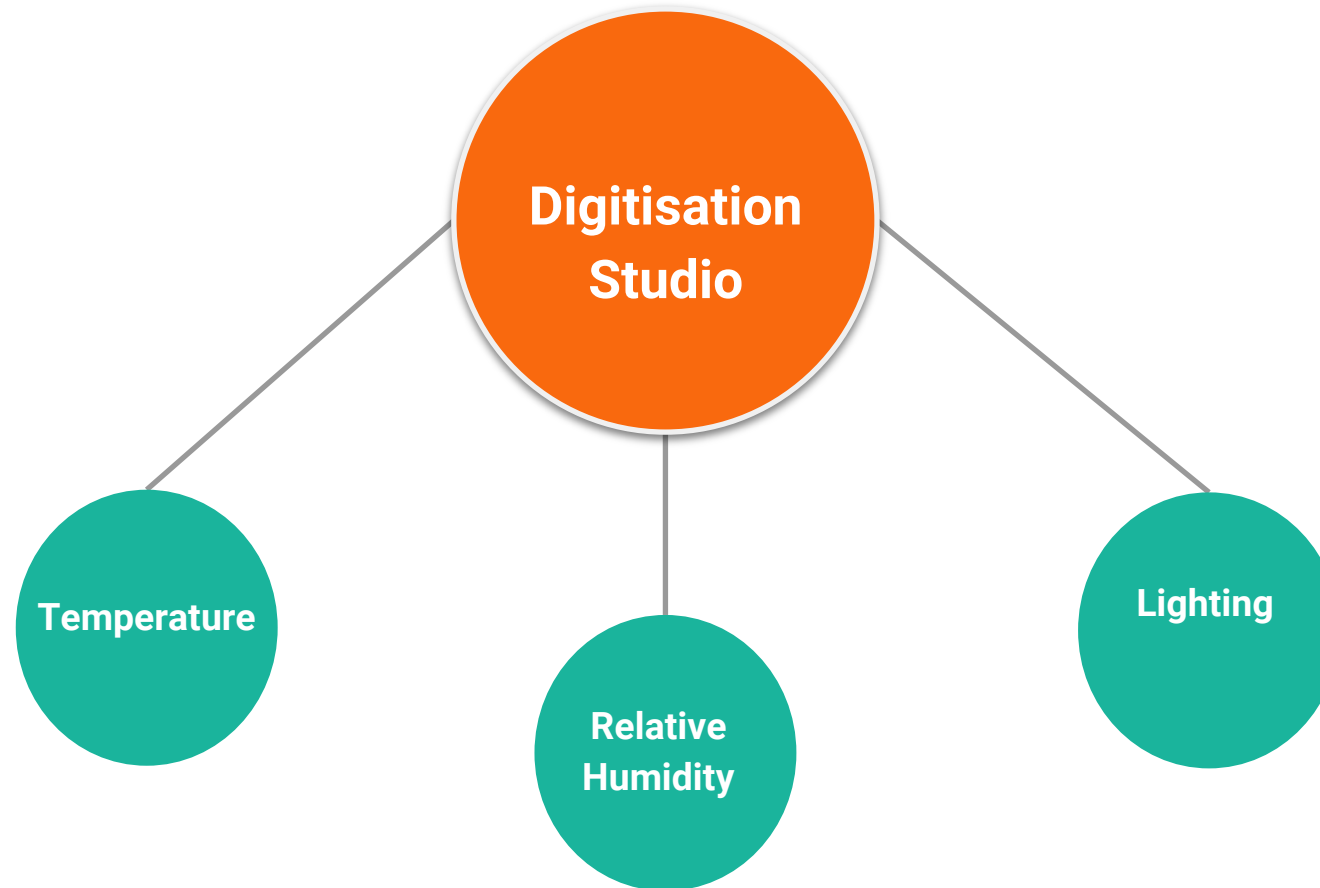 Digitisation
Studio
Temperature
Lighting
Relative
Humidity